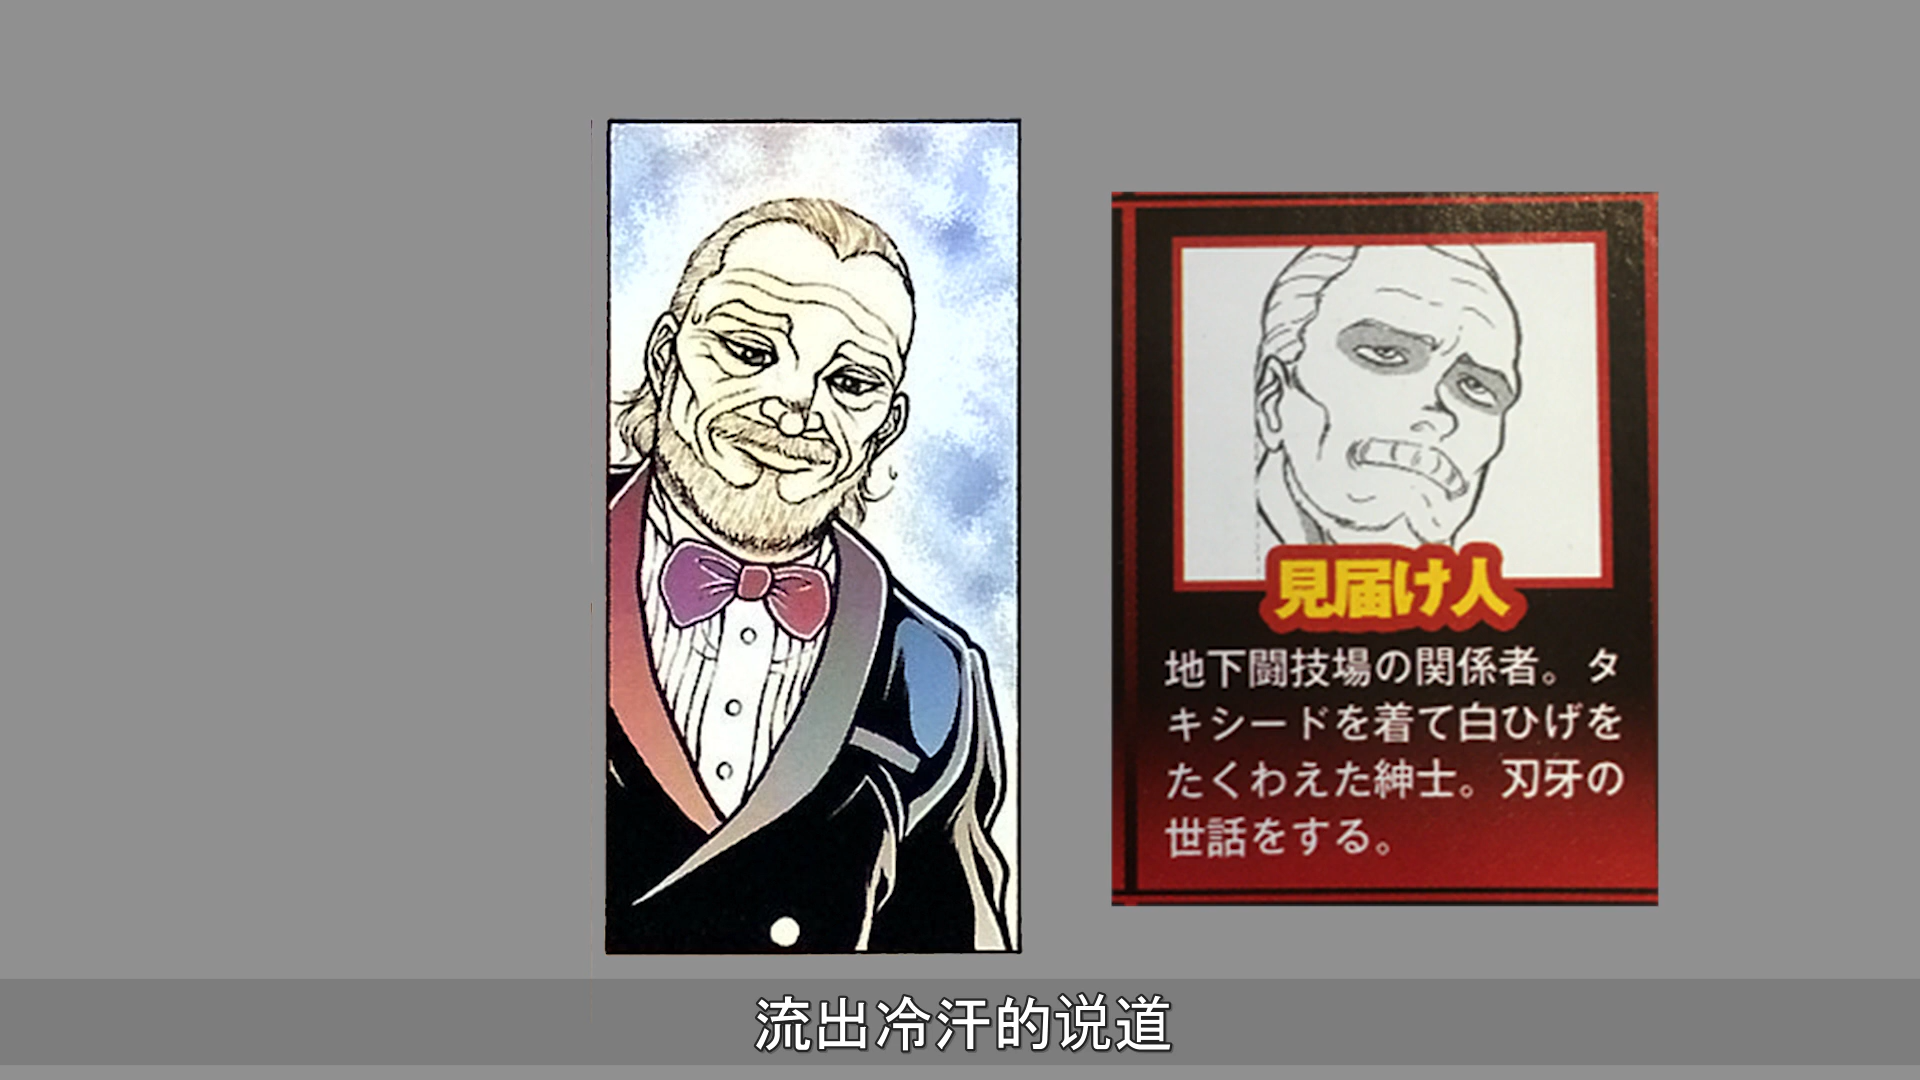 見届け人
地下闘技場の関係者。タ
キシードを着て白ひげを
たくわえた紳士。刃牙の
世話をする。
流出冷汗的说道